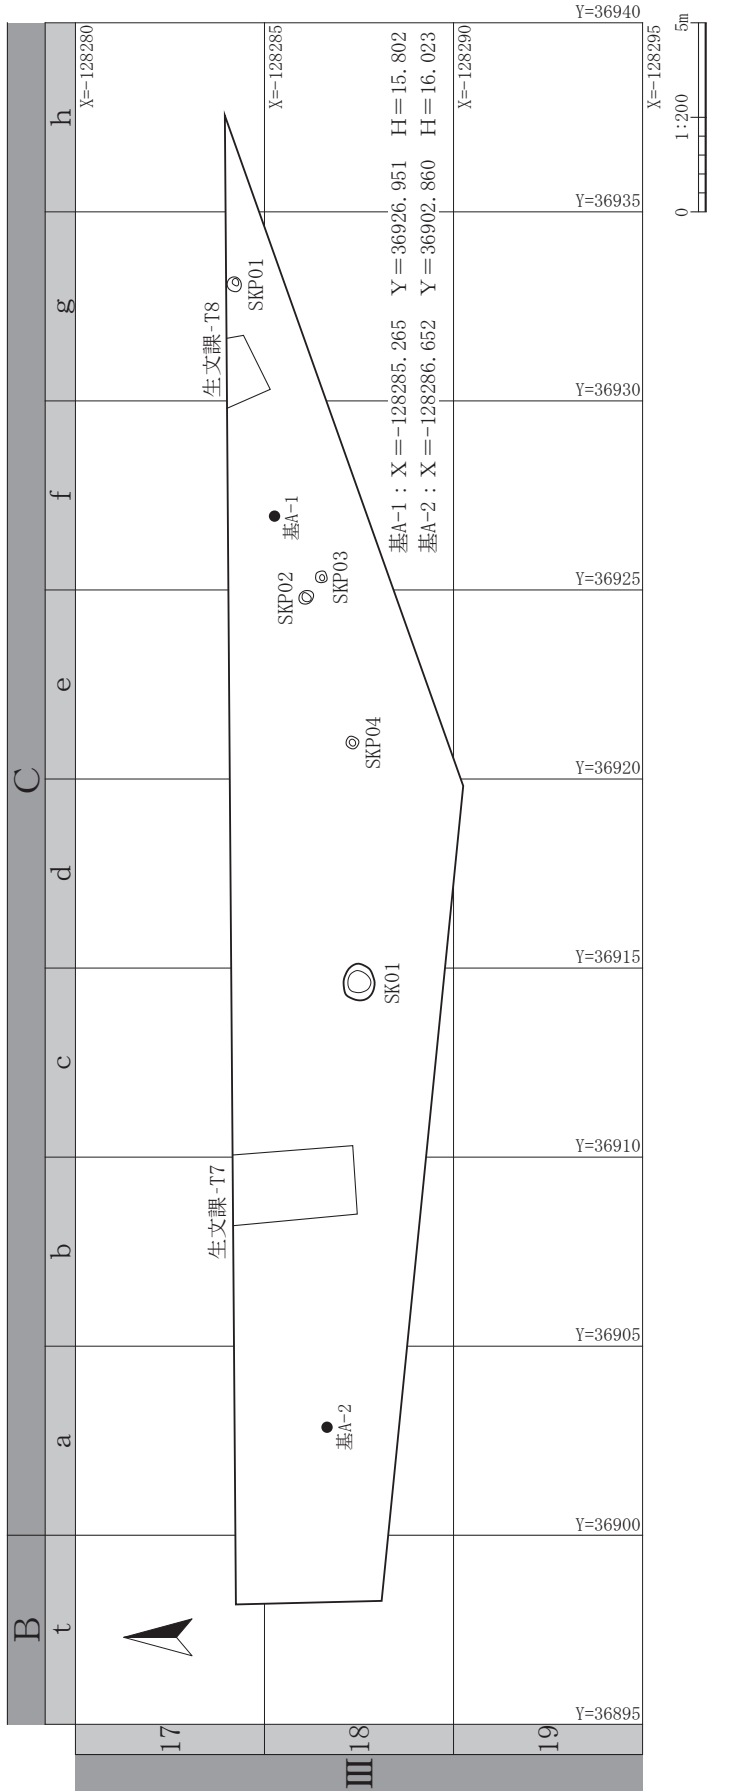 B
C
t
a
b
c
d
e
f
g
h
Ⅲ
17
18
19
X=-128280
X=-128285
X=-128290
X=-128295
Y=36895
Y=36900
Y=36905
Y=36910
Y=36915
Y=36920
Y=36925
Y=36930
Y=36935
Y=36940
生文課-T7
生文課-T8
SKP01
SKP02
SKP03
SKP04
SK01
基A-1
基A-2
基A-1：X＝-128285.265 Y＝36926.951 H＝15.802
基A-2：X＝-128286.652 Y＝36902.860 H＝16.023
0 1:200 5m